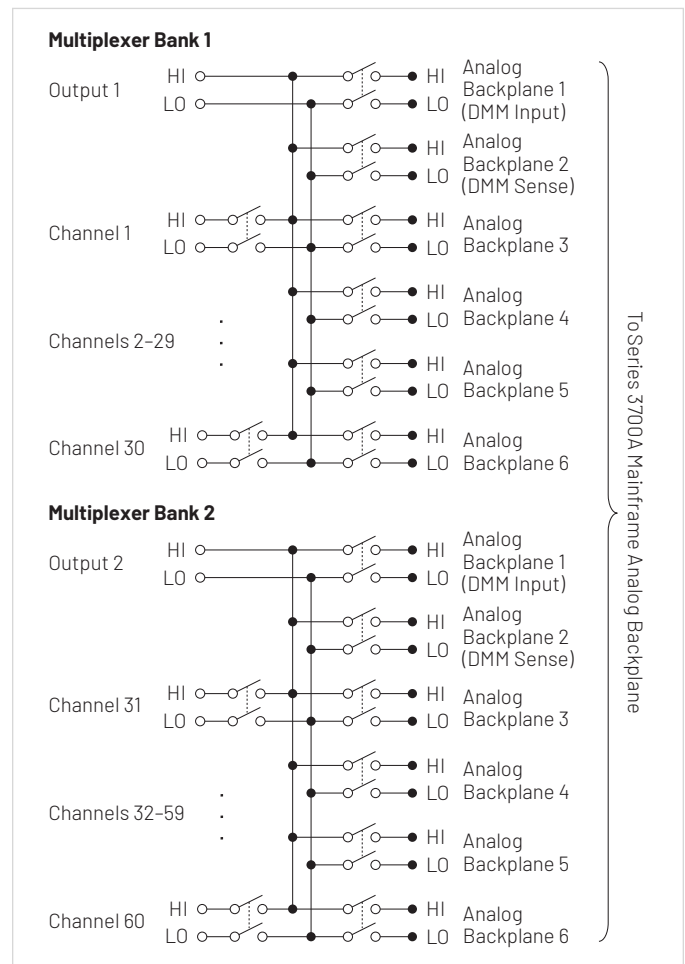 Multiplexer Bank 1
Output 1
HI
LO
HI
LO
Analog
Backplane 1
(DMM Input)
HI
LO
Analog
Backplane 2
(DMM Sense)
Channel 1
HI
LO
HI
LO
Analog
Backplane 3
Channels 2–29
HI
LO
Analog
Backplane 4
HI
LO
Analog
Backplane 5
Channel 30
HI
LO
HI
LO
Analog
Backplane 6
Multiplexer Bank 2
Output 2
HI
LO
HI
LO
Analog
Backplane 1
(DMM Input)
HI
LO
Analog
Backplane 2
(DMM Sense)
Channel 31
HI
LO
HI
LO
Analog
Backplane 3
Channels 32–59
HI
LO
Analog
Backplane 4
HI
LO
Analog
Backplane 5
Channel 60
HI
LO
HI
LO
Analog
Backplane 6
ToSeries 3700A Mainframe Analog Backplane